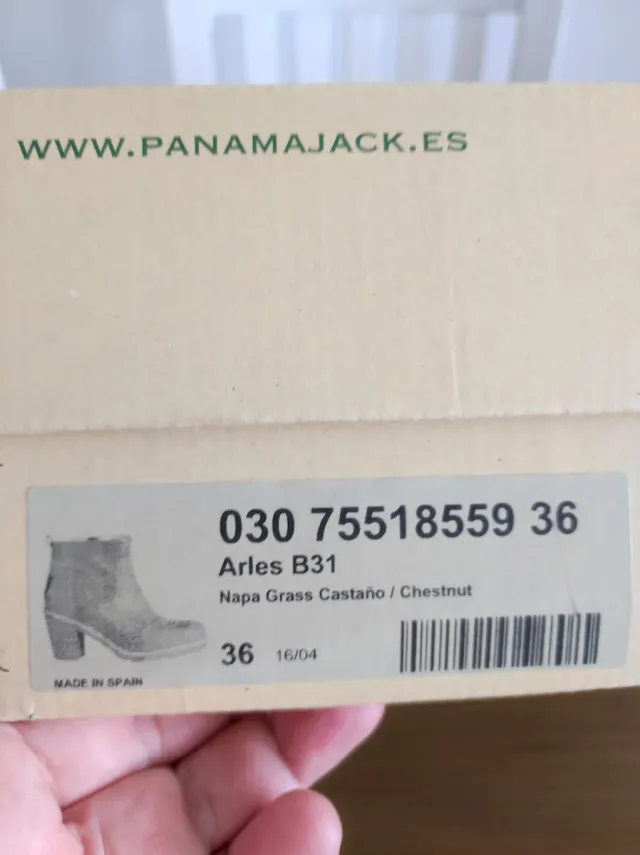 WWW.PANAMAJACK.ES
030 75518559 36
Arles B31
Napa Grass Castaño / Chestnut
36 16/04
MADE IN SPAIN